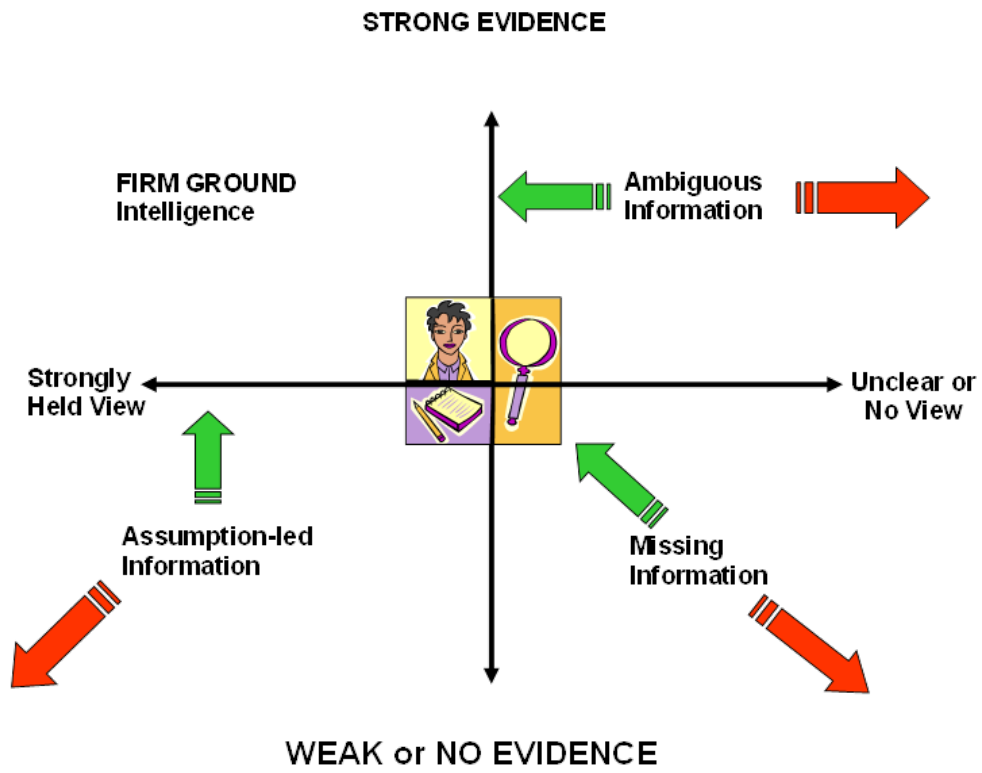 STRONG EVIDENCE
FIRM GROUND
Intelligence
Ambiguous
Information
Strongly
Held View
Unclear or
No View
Assumption-led
Information
Missing
Information
WEAK or NO EVIDENCE